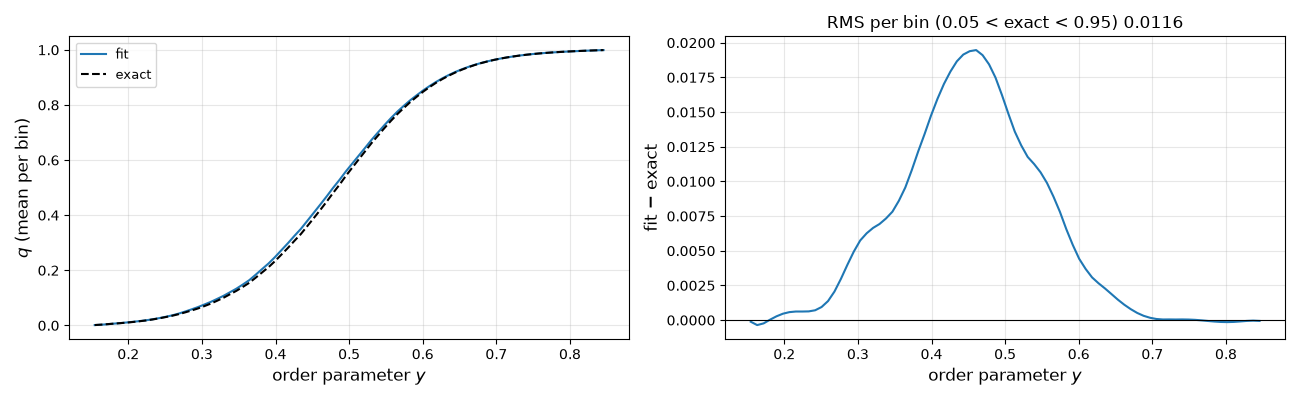 1.0
0.8
0.6
0.4
0.2
0.0
q (mean per bin)
fit
exact
0.2 0.3 0.4 0.5 0.6 0.7 0.8
order parameter y
RMS per bin (0.05 < exact < 0.95) 0.0116
0.0200
0.0175
0.0150
0.0125
0.0100
0.0075
0.0050
0.0025
0.0000
fit − exact
0.2 0.3 0.4 0.5 0.6 0.7 0.8
order parameter y